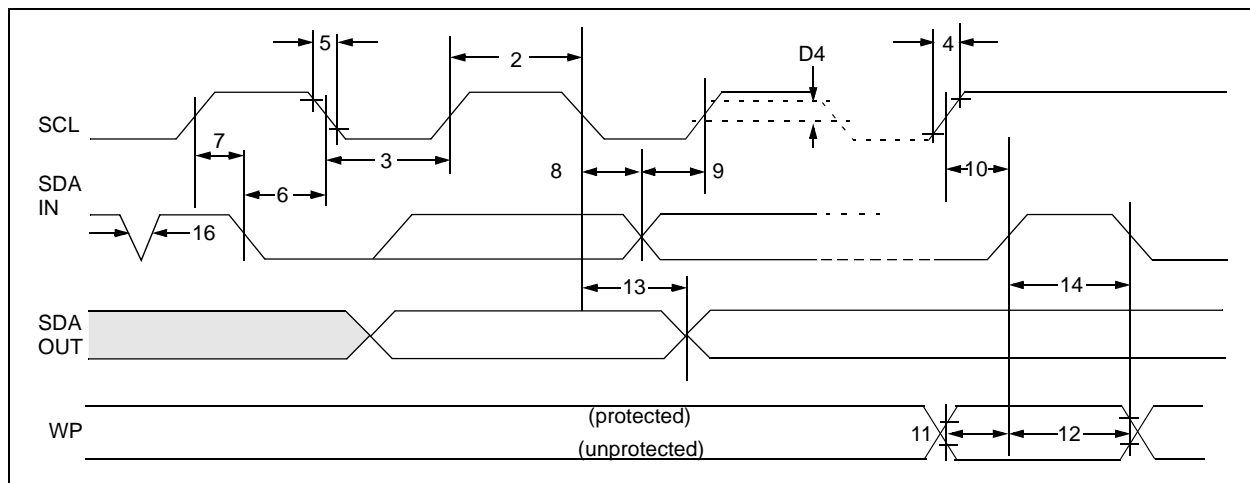 5
2
D4
4
SCL
7
3
8
9
10
SDA
IN
6
16
13
14
SDA
OUT
WP
(protected)
(unprotected)
11
12